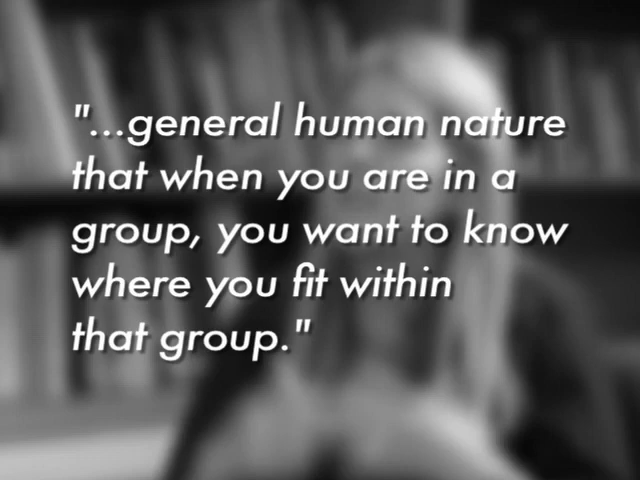 "...general human nature
that when you are in a
group, you want to know
where you fit within
that group."